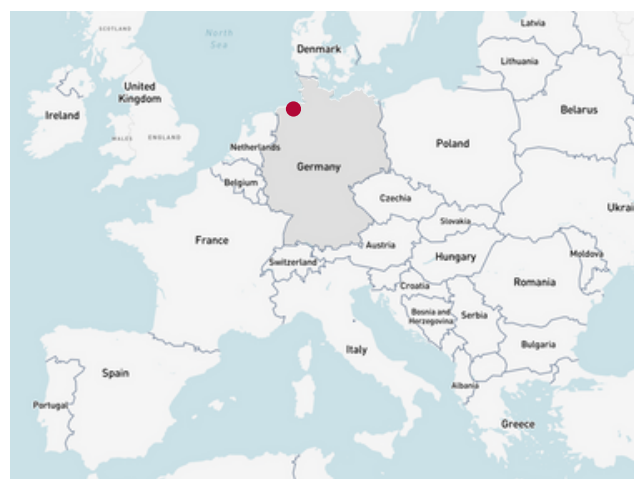 SCOTLAND
North
Sea
Denmark
Latvia
Lithuania
United
Kingdom
Ireland
WALES
ENGLAND
Netherlands
Belgium
Germany
Poland
Belarus
Czechia
Slovakia
Ukrai
France
Switzerland
Austria
Hungary
Moldova
Croatia
Romania
Bosnia and
Herzegovina
Serbia
Italy
Bulgaria
Spain
Albania
Portugal
Greece